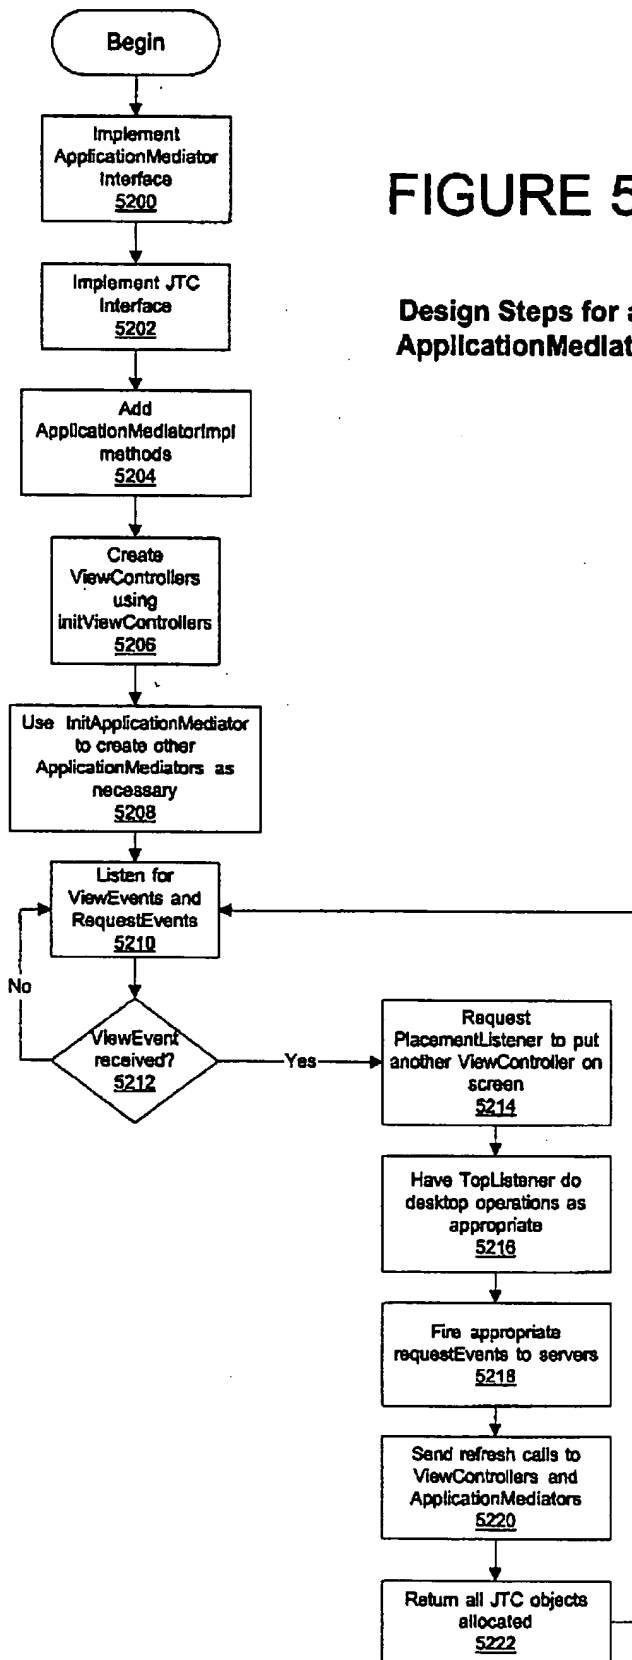 Begin
Implement
ApplicationMediator
Interface
5200
FIGURE 5
Implement JTC
Interface
5202
Design Steps for a
ApplicationMediat
Add
ApplicationMediatorImpl
methods
5204
Create
ViewControllers
using
initViewControllers
5206
Use InitApplicationMediator
to create other
ApplicationMediators as
necessary
5208
Listen for
ViewEvents and
RequestEvents
5210
No
ViewEvent
received?
5212
Yes
Request
PlacementListener to put
another ViewController on
screen
5214
Have TopListener do
desktop operations as
appropriate
5216
Fire appropriate
requestEvents to servers
5218
Send refresh calls to
ViewControllers and
ApplicationMediators
5220
Return all JTC objects
allocated
5222